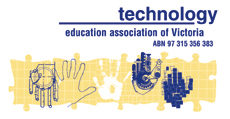 technology
education association of Victoria
ABN 97 315 356 383